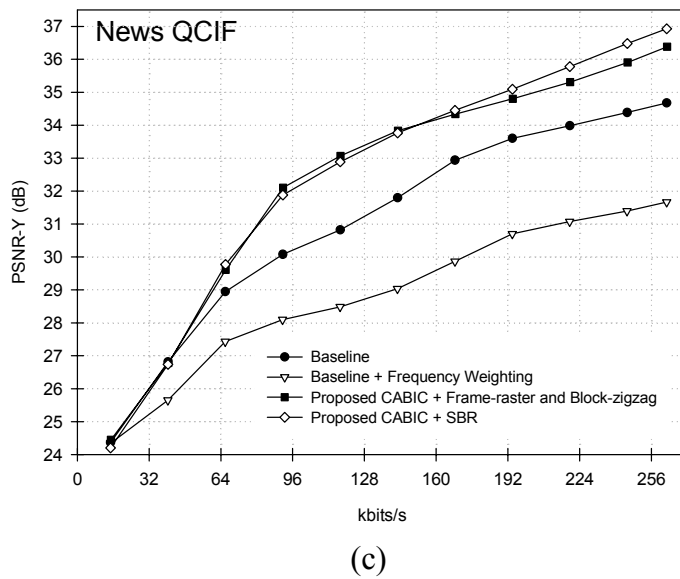 News QCIF
37
36
35
34
33
32
31
30
29
28
27
26
25
24
PSNR-Y (dB)
Baseline
Baseline + Frequency Weighting
Proposed CABIC + Frame-raster and Block-zigzag
Proposed CABIC + SBR
0 32 64 96 128 160 192 224 256
kbits/s
(c)